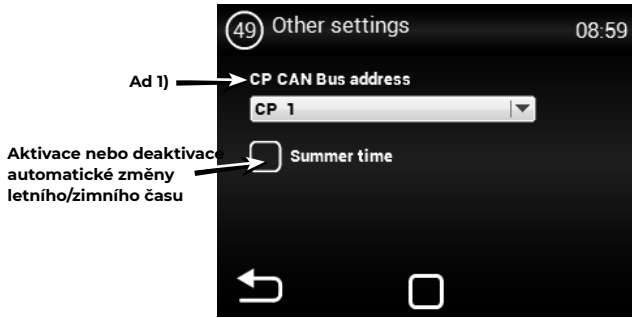 49 Other settings 08:59
Ad 1)
CP CAN Bus address
CP 1
Aktivace nebo deaktivace
automatické změny
letního/zimního času
Summer time